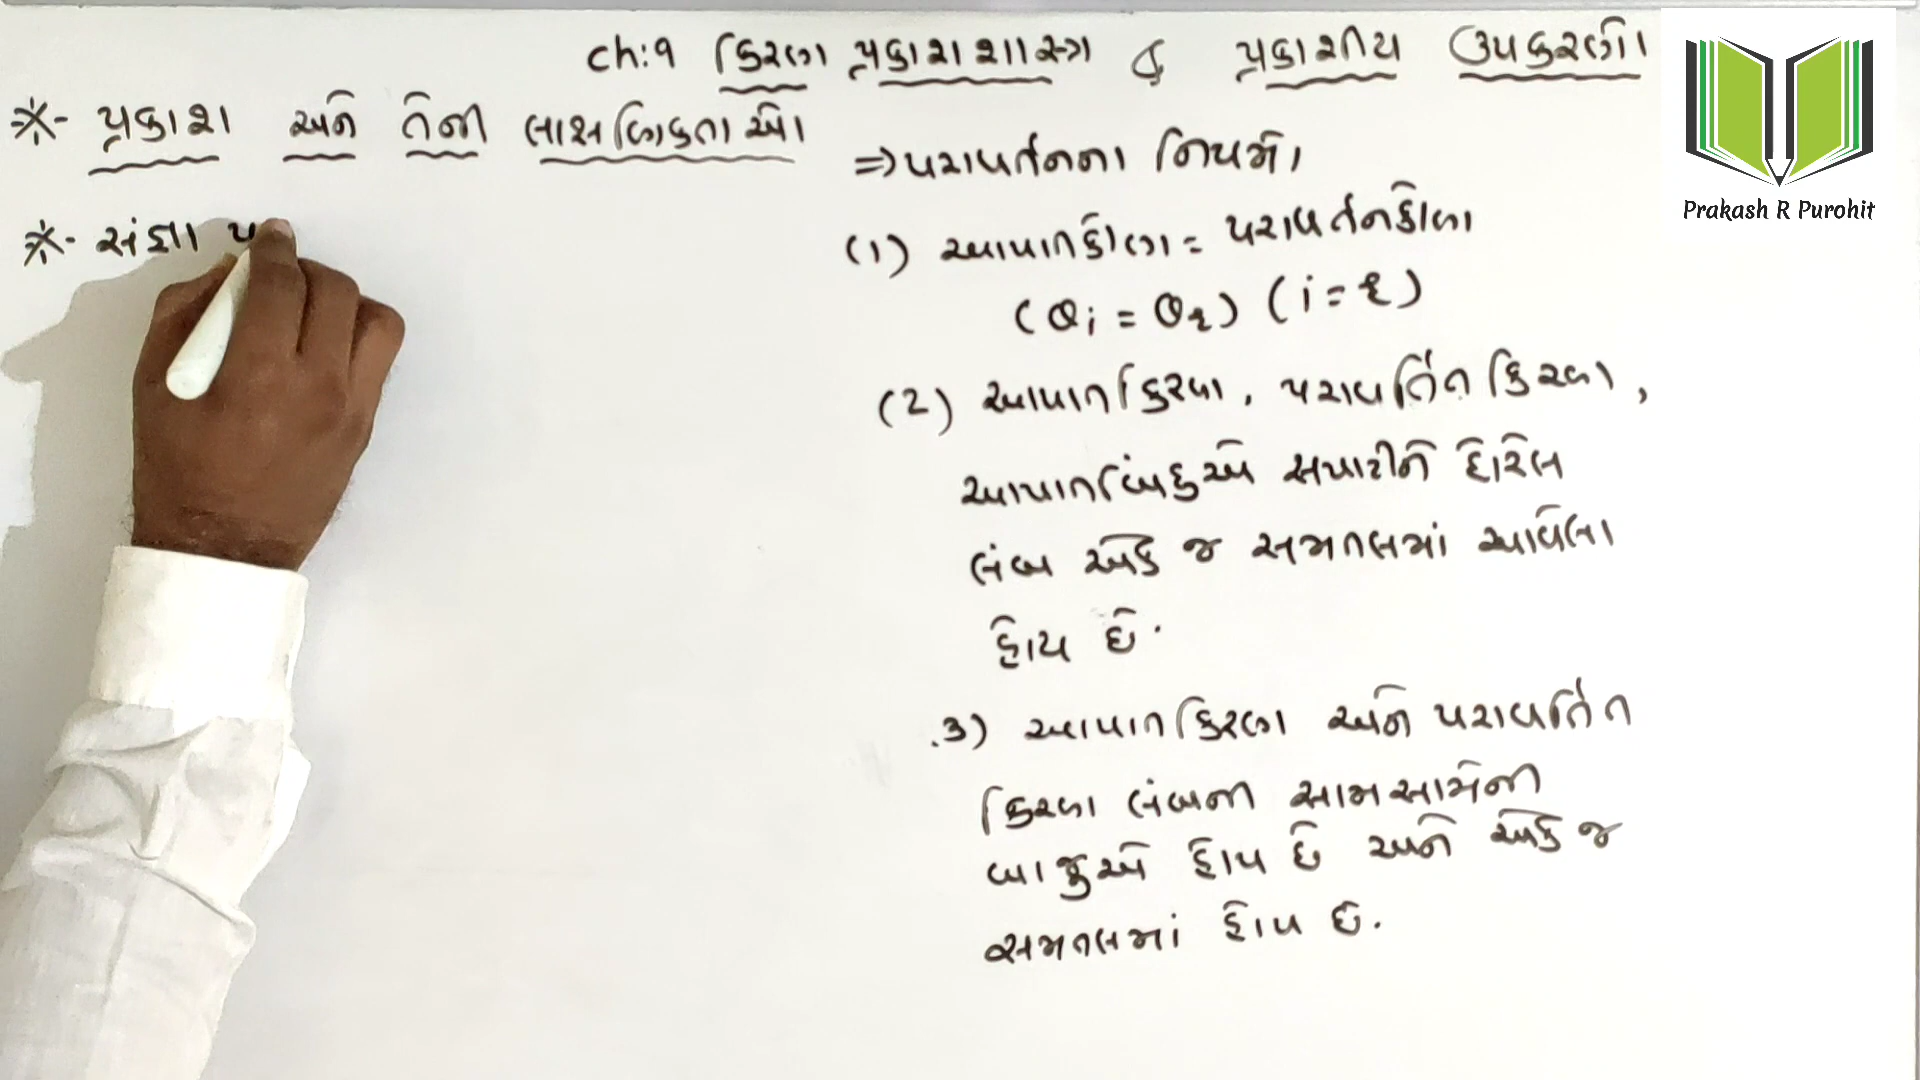 ch:9 કિરણ પ્રકાશશાસ્ત્ર & પ્રકાશીય ઉપકરણો
※- પ્રકાશ અને તેની લાક્ષણિકતાઓ
※- સંજ્ઞા પ
⇒ પરાવર્તનના નિયમો
(1) આપાતકોણ = પરાવર્તનકોણ
(θi = θr) (i = r)
(2) આપાતકિરણ, પરાવર્તિત કિરણ,
આપાતબિંદુએ સપાટીને દોરેલ
લંબ એક જ સમતલમાં આવેલા
હોય છે.
.3) આપાતકિરણ અને પરાવર્તિત
કિરણ લંબની સામસામેની
બાજુએ હોય છે અને એક જ
સમતલમાં હોય છે.
Prakash R Purohit